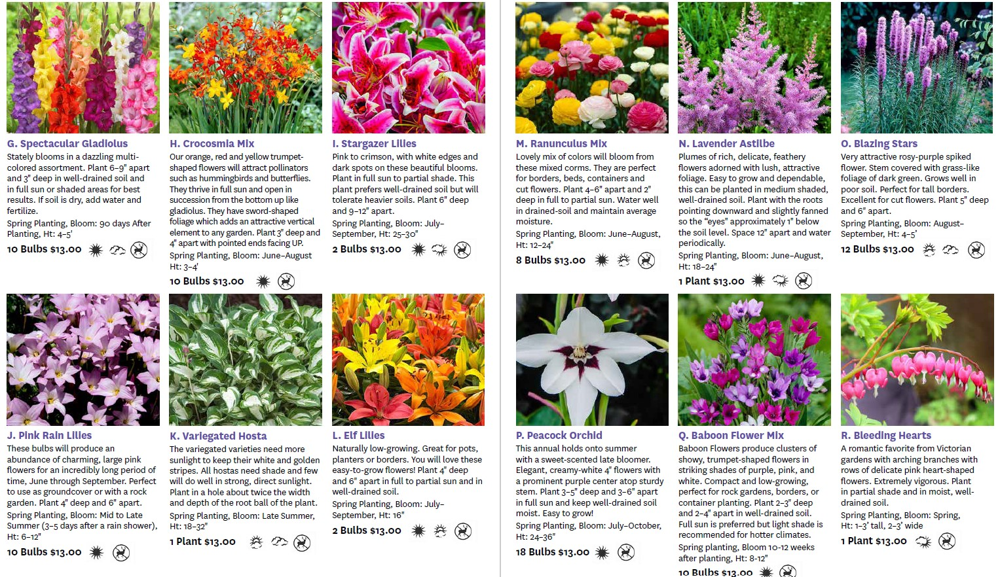 G. Spectacular Gladiolus
Stately blooms in a dazzling multi-
colored assortment. Plant 6–9" apart
and 3" deep in well-drained soil and
in full sun or shaded areas for best
results. If soil is dry, add water and
fertilize.
Spring Planting, Bloom: 90 days After
Planting, Ht: 4–5'
10 Bulbs $13.00
H. Crocosmia Mix
Our orange, red and yellow trumpet-
shaped flowers will attract pollinators
such as hummingbirds and butterflies.
They thrive in full sun and open in
succession from the bottom up like
gladiolus. They have sword-shaped
foliage which adds an attractive vertical
element to any garden. Plant 3" deep and
4" apart with pointed ends facing UP.
Spring Planting, Bloom: June–August
Ht: 3–4'
10 Bulbs $13.00
I. Stargazer Lilies
Pink to crimson, with white edges and
dark spots on these beautiful blooms.
Plant in full sun to partial shade. This
plant prefers well-drained soil but will
tolerate heavier soils. Plant 6" deep
and 9–12" apart.
Spring Planting, Bloom: July–
September, Ht: 25–30"
2 Bulbs $13.00
J. Pink Rain Lilies
These bulbs will produce an
abundance of charming, large pink
flowers for an incredibly long period of
time, June through September. Perfect
to use as groundcover or with a rock
garden. Plant 4" deep and 6" apart.
Spring Planting, Bloom: Mid to Late
Summer (3–5 days after a rain shower),
Ht: 6–12"
10 Bulbs $13.00
K. Variegated Hosta
The variegated varieties need more
sunlight to keep their white and golden
stripes. All hostas need shade and few
will do well in strong, direct sunlight.
Plant in a hole about twice the width
and depth of the root ball of the plant.
Spring Planting, Bloom: Late Summer,
Ht: 18–32"
1 Plant $13.00
L. Elf Lilies
Naturally low-growing. Great for pots,
planters or borders. You will love these
easy-to-grow flowers! Plant 4" deep
and 6" apart in full to partial sun and in
well-drained soil.
Spring Planting, Bloom: July–
September, Ht: 16"
2 Bulbs $13.00
M. Ranunculus Mix
Lovely mix of colors will bloom from
these mixed corms. They are perfect
for borders, beds, containers and
cut flowers. Plant 4–6" apart and 2"
deep in full to partial sun. Water well
in drained-soil and maintain average
moisture.
Spring Planting, Bloom: June–August,
Ht: 12–24"
8 Bulbs $13.00
N. Lavender Astilbe
Plumes of rich, delicate, feathery
flowers adorned with lush, attractive
foliage. Easy to grow and dependable,
this can be planted in medium shaded,
well-drained soil. Plant with the roots
pointing downward and slightly fanned
so the “eyes” approximately 1" below
the soil level. Space 12" apart and water
periodically.
Spring Planting, Bloom: June–August,
Ht: 18–24"
1 Plant $13.00
O. Blazing Stars
Very attractive rosy-purple spiked
flower. Stem covered with grass-like
foliage of dark green. Grows well in
poor soil. Perfect for tall borders.
Excellent for cut flowers. Plant 5" deep
and 6" apart.
Spring Planting, Bloom: August–
September, Ht: 4–5’
12 Bulbs $13.00
P. Peacock Orchid
This annual holds onto summer
with a sweet-scented late bloomer.
Elegant, creamy-white 4" flowers with
a prominent purple center atop sturdy
stem. Plant 3–5" deep and 3–6" apart
in full sun and keep well-drained soil
moist. Easy to grow!
Spring Planting, Bloom: July–October,
Ht: 24–36"
18 Bulbs $13.00
Q. Baboon Flower Mix
Baboon Flowers produce clusters of
showy, trumpet-shaped flowers in
striking shades of purple, pink, and
white. Compact and low-growing,
perfect for rock gardens, borders, or
container planting. Plant 2–3" deep
and 2–4" apart in well-drained soil.
Full sun is preferred but light shade is
recommended for hotter climates.
Spring planting, Bloom 10-12 weeks
after planting, Ht: 8-12"
10 Bulbs $13.00
R. Bleeding Hearts
A romantic favorite from Victorian
gardens with arching branches with
rows of delicate pink heart-shaped
flowers. Extremely vigorous. Plant
in partial shade and in moist, well-
drained soil.
Spring Planting, Bloom: Spring,
Ht: 1–3’ tall, 2–3’ wide
1 Plant $13.00